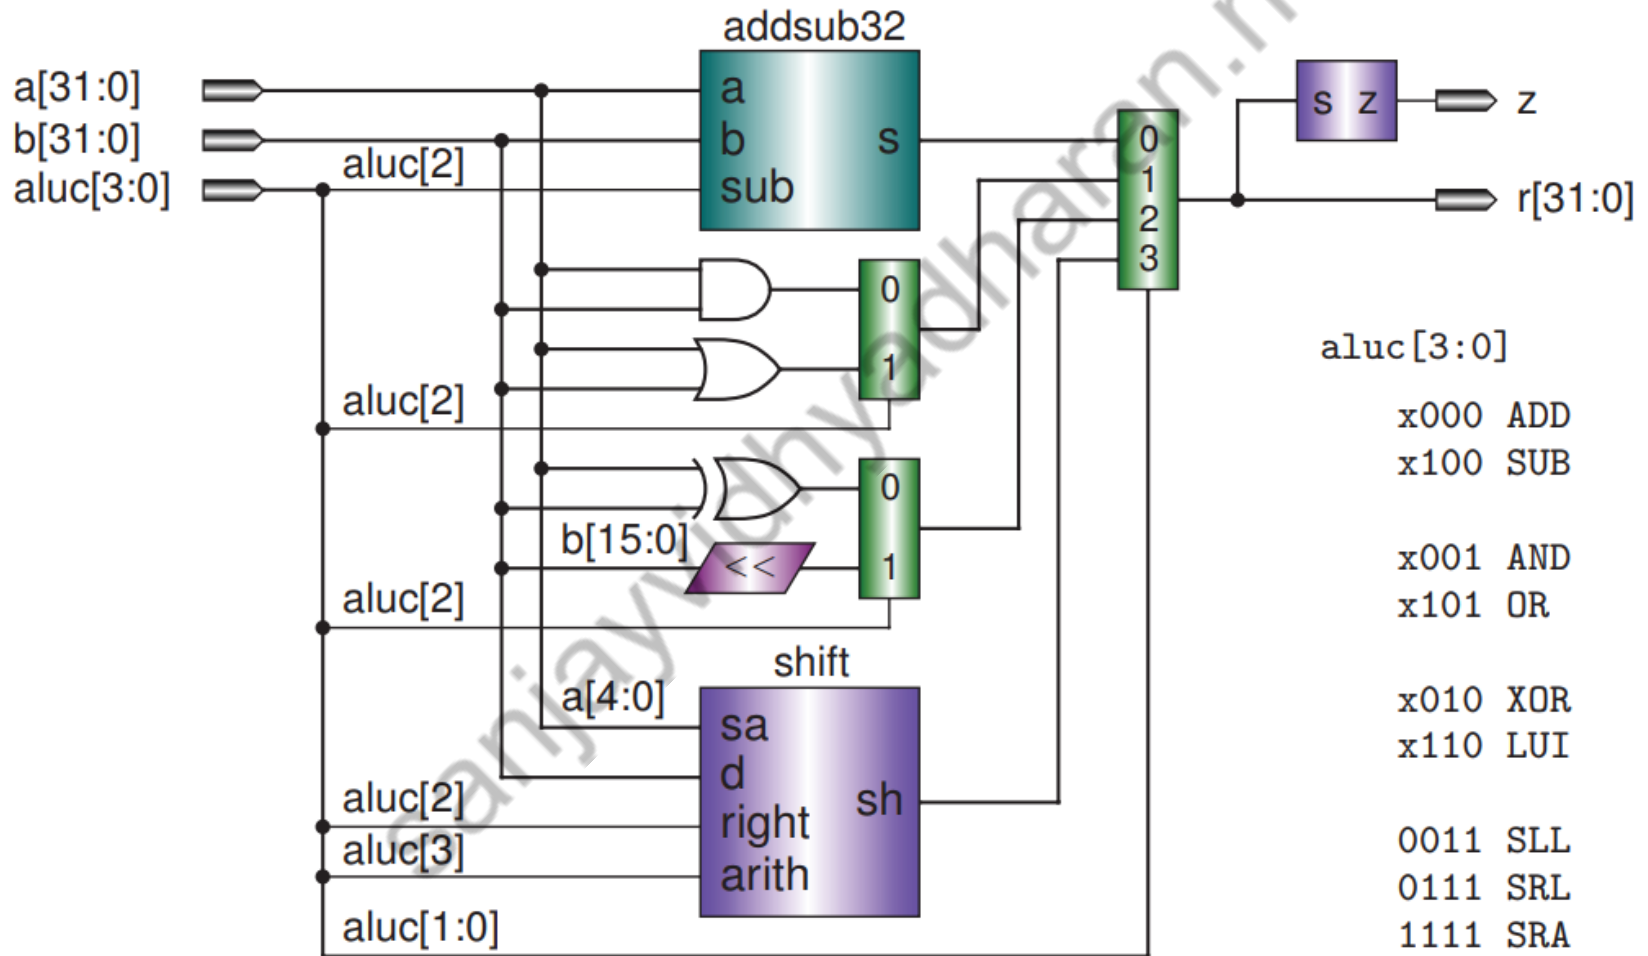 addsub32
a[31:0]
b[31:0]
aluc[3:0]
aluc[2]
a
b
sub
s
0
1
2
3
s z
z
r[31:0]
0
1
aluc[2]
b[15:0]
<<
0
1
aluc[2]
shift
a[4:0]
sa
d
right
arith
sh
aluc[2]
aluc[3]
aluc[1:0]
aluc[3:0]
x000 ADD
x100 SUB
x001 AND
x101 OR
x010 XOR
x110 LUI
0011 SLL
0111 SRL
1111 SRA
sanjayvidhyadharan.n